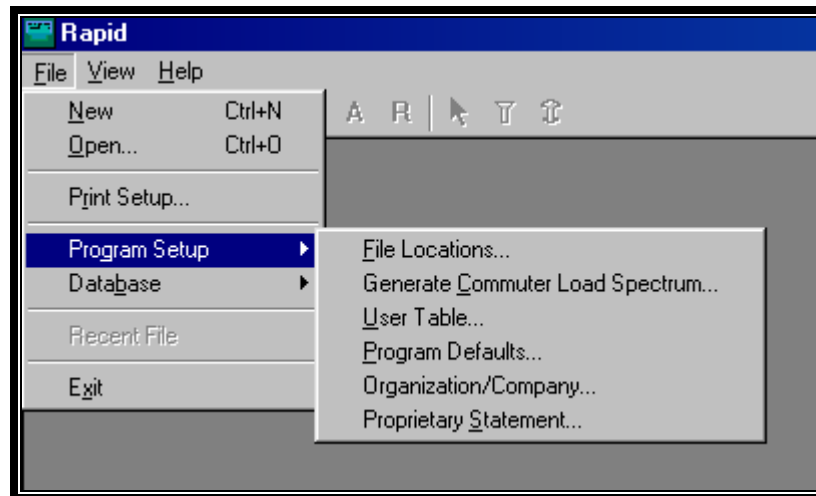 Rapid
File View Help
New Ctrl+N
Open... Ctrl+O
A R T
Print Setup...
Program Setup
Database
Recent File
Exit
File Locations...
Generate Commuter Load Spectrum...
User Table...
Program Defaults...
Organization/Company...
Proprietary Statement...